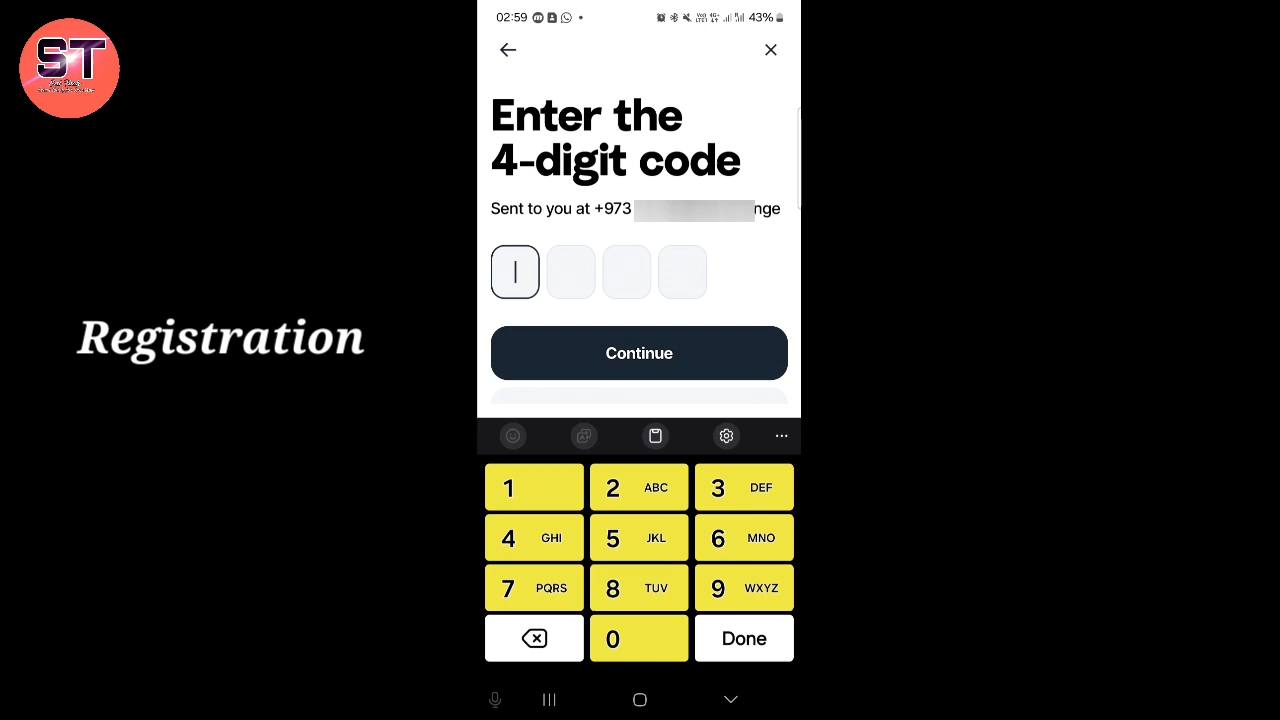 ST
02:59
43%
Enter the
4-digit code
Sent to you at +973
nge
Continue
1
2 ABC
3 DEF
4 GHI
5 JKL
6 MNO
7 PQRS
8 TUV
9 WXYZ
0
Done
Registration